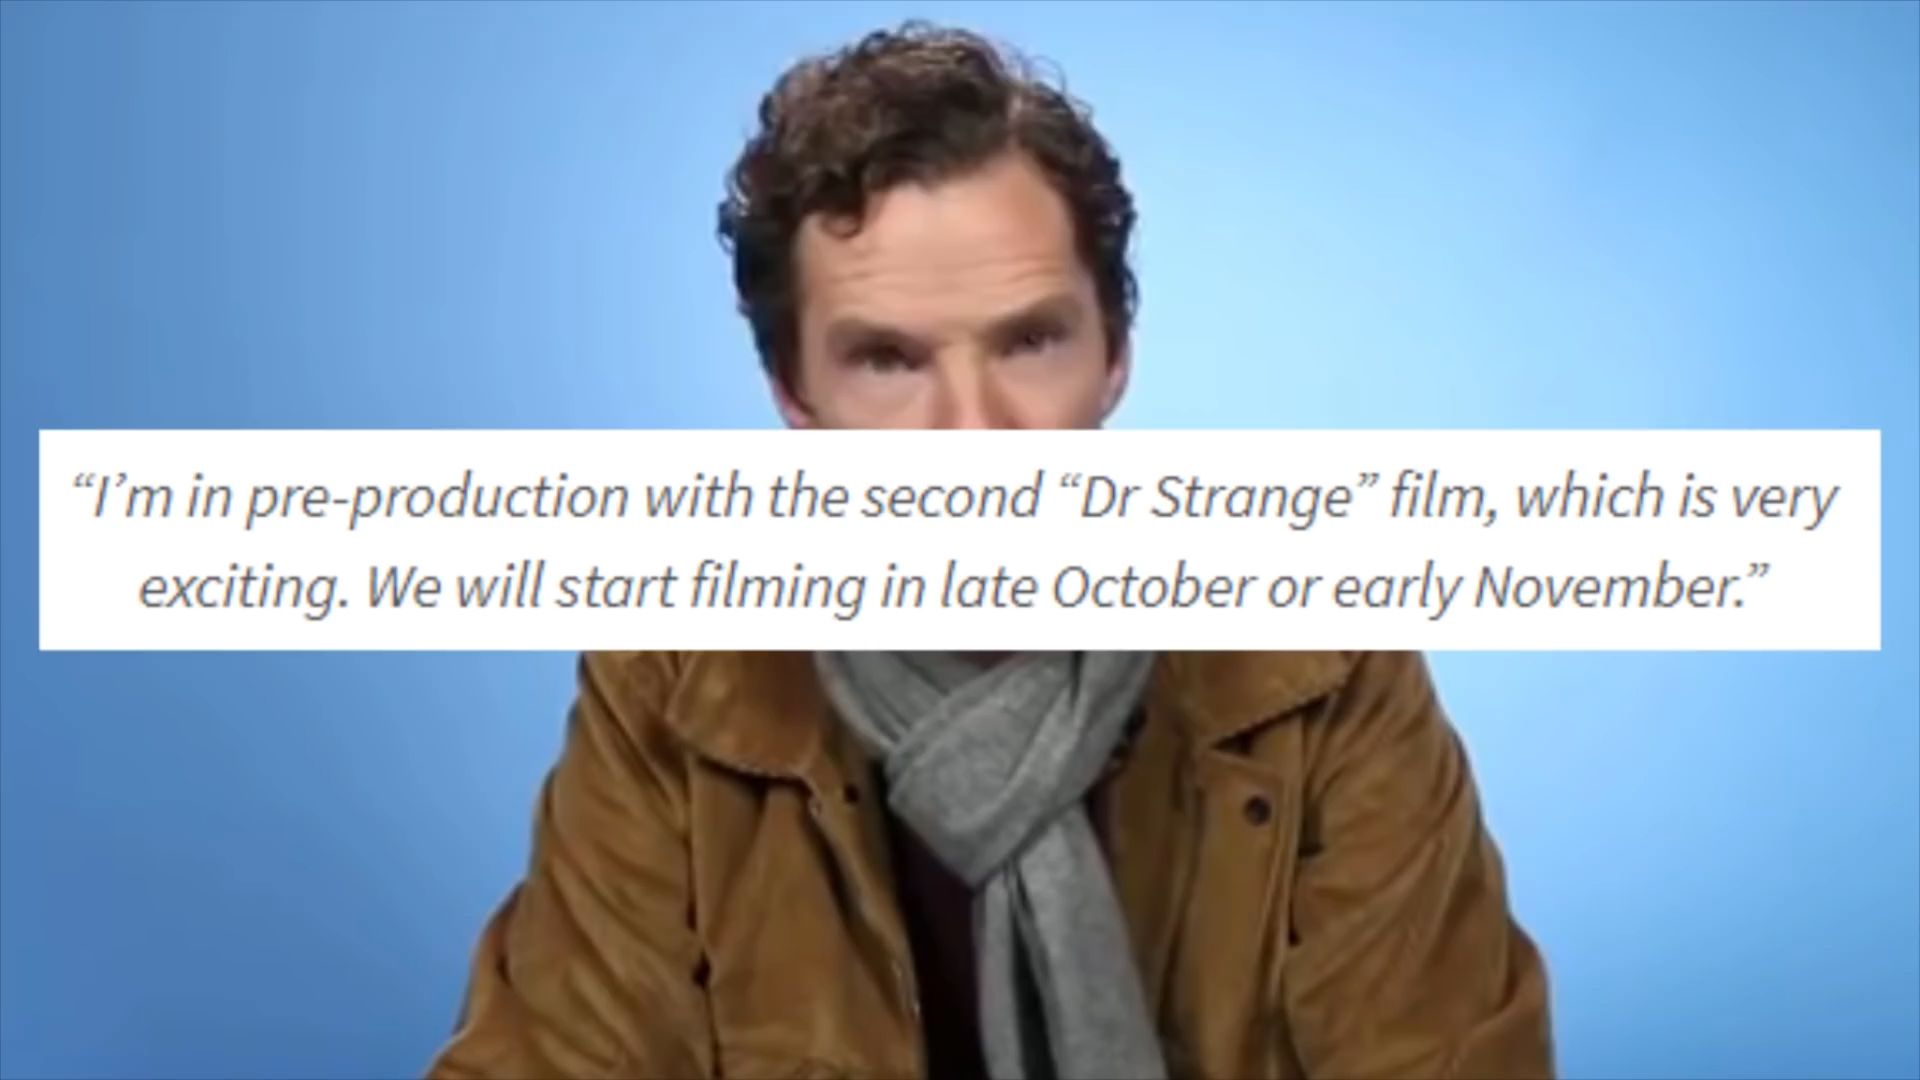 “I’m in pre-production with the second “Dr Strange” film, which is very
exciting. We will start filming in late October or early November.”